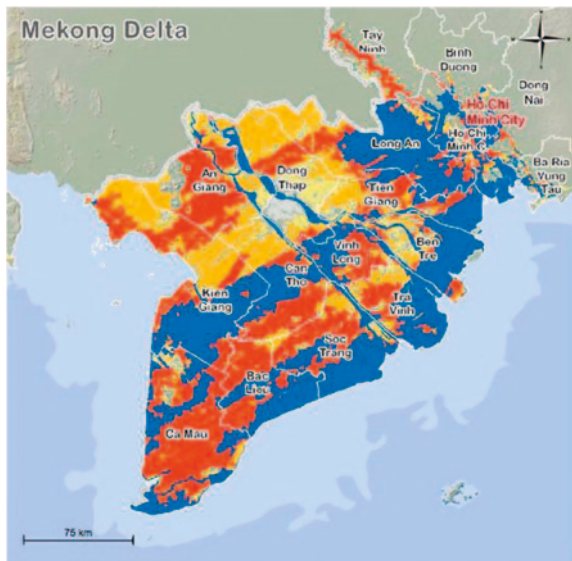 Mekong Delta
Tay
Ninh
Binh
Duong
Dong
Nai
Ho Chi
Minh City
Ho Chi
Minh C.
Long An
Ba Ria
Vung
Tau
An
Giang
Dong
Thap
Tien
Giang
Ben
Tre
Vinh
Long
Can
Tho
Tra
Vinh
Kien
Giang
Soc
Trang
Bac
Lieu
Ca Mau
75 km